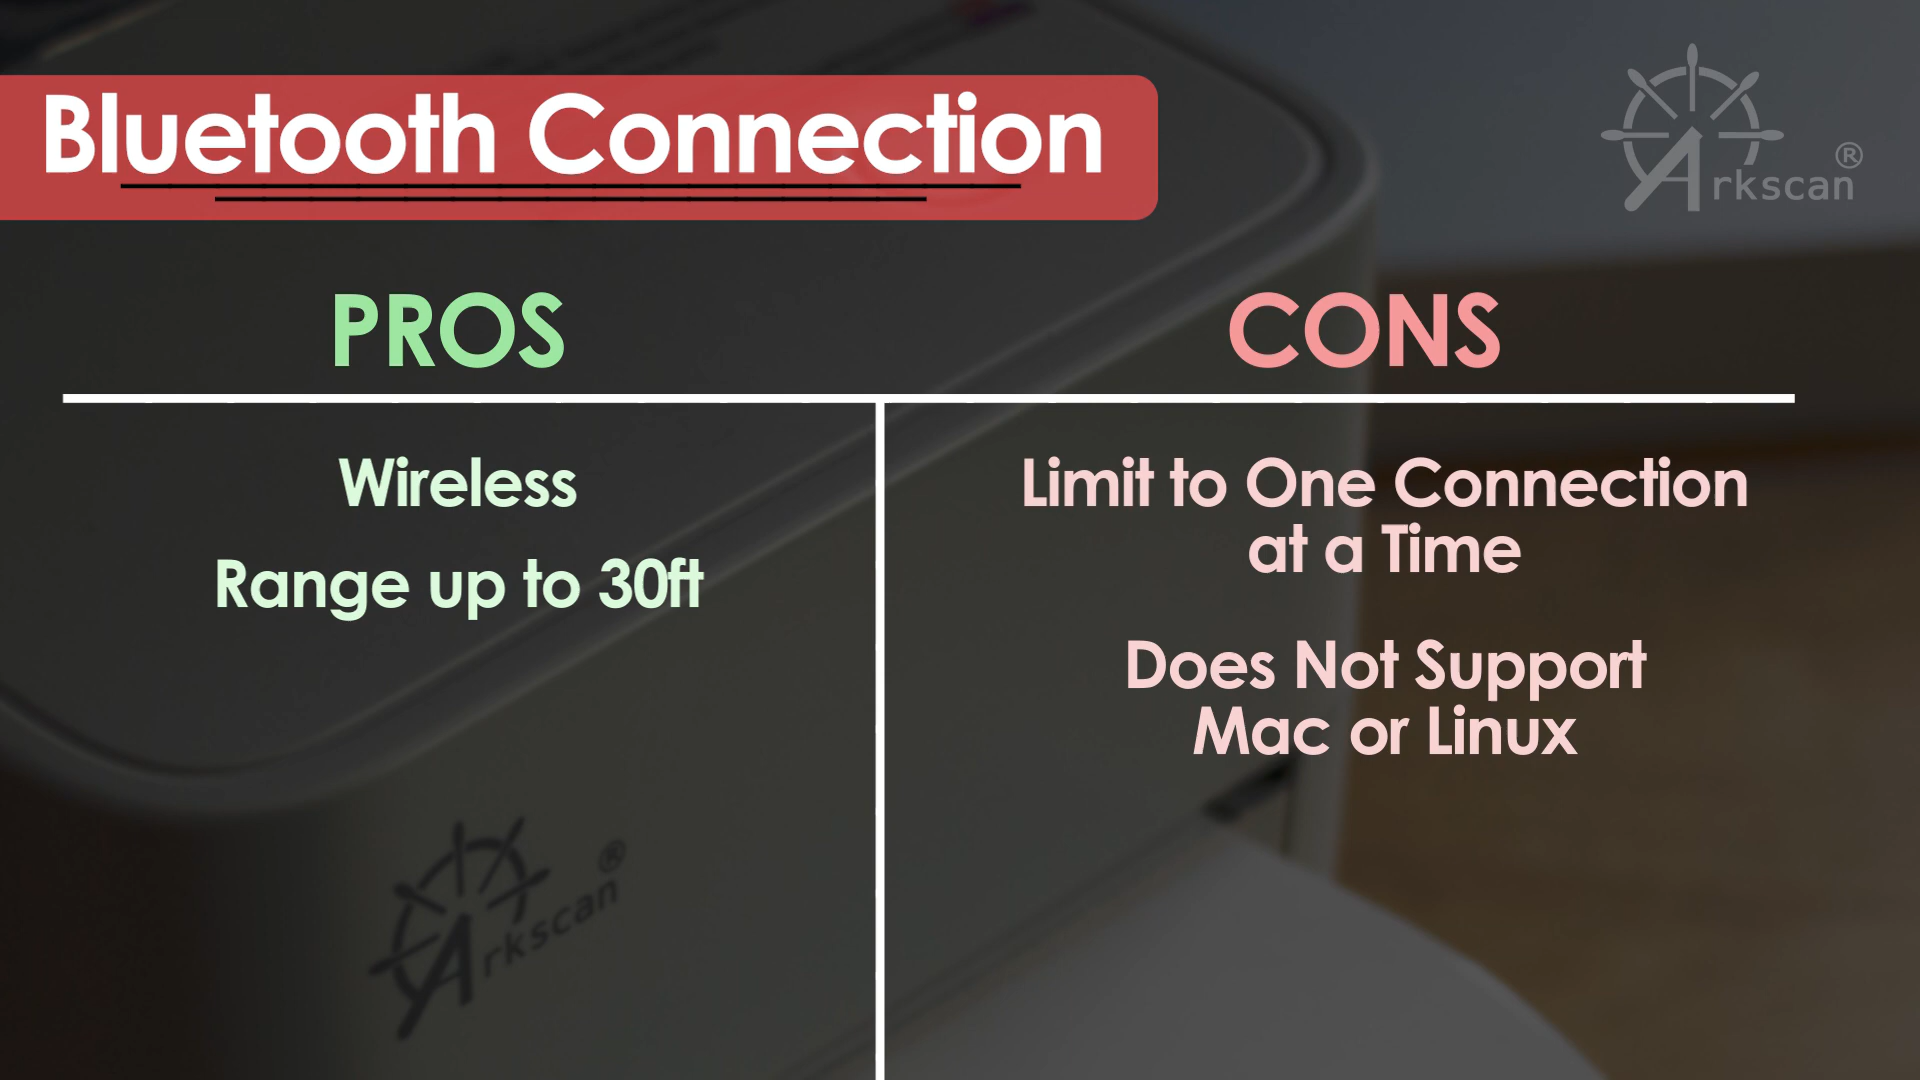 Bluetooth Connection
Arkscan®
PROS
CONS
Wireless
Range up to 30ft
Limit to One Connection
at a Time
Does Not Support
Mac or Linux
Arkscan®